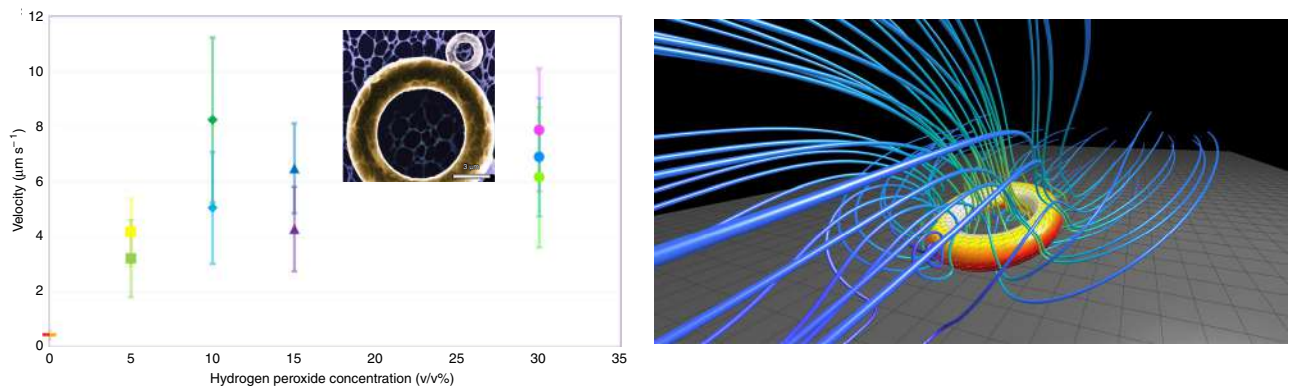 12
10
8
6
4
2
0
Velocity (µm s⁻¹)
3 µm
0 5 10 15 20 25 30 35
Hydrogen peroxide concentration (v/v%)